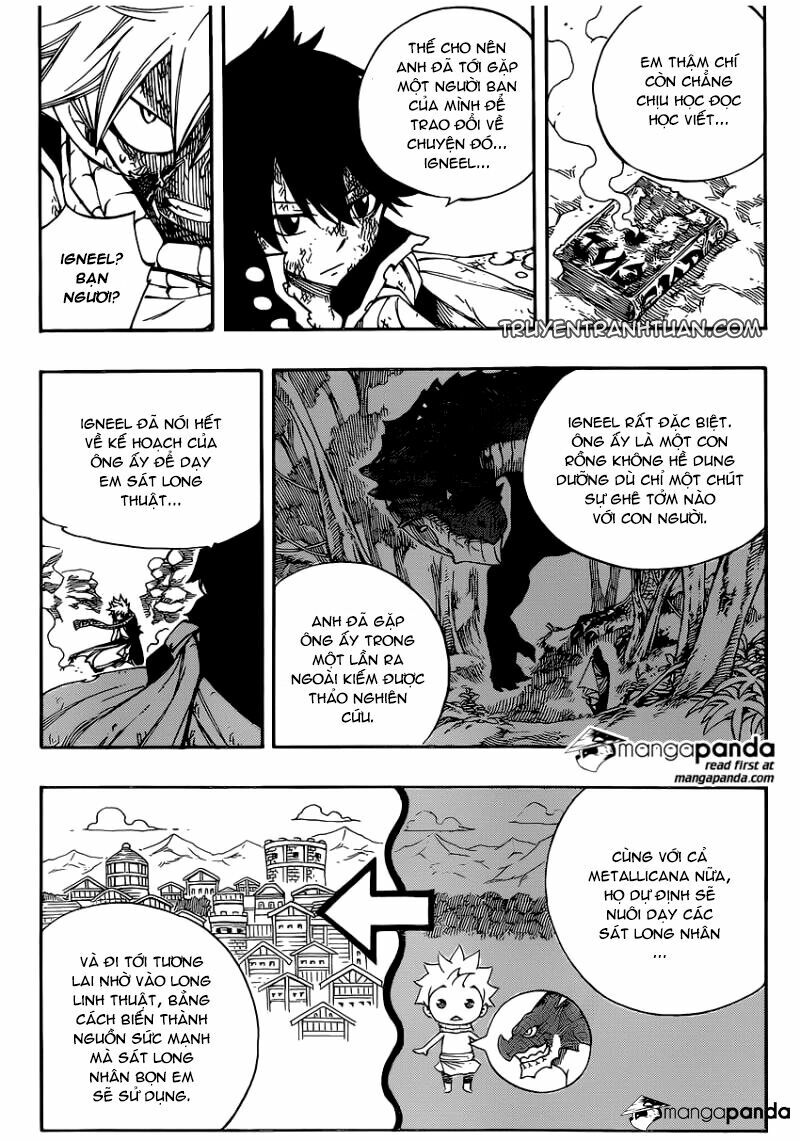 EM THẬM CHÍ
CÒN CHẲNG
CHỊU HỌC ĐỌC
HỌC VIẾT...
THẾ CHO NÊN
ANH ĐÃ TỚI GẶP
MỘT NGƯỜI BẠN
CỦA MÌNH ĐỂ
TRAO ĐỔI VỀ
CHUYỆN ĐÓ...
IGNEEL...
IGNEEL?
BẠN
NGƯƠI?
TRUYENTRANHTUAN.COM
IGNEEL RẤT ĐẶC BIỆT.
ÔNG ẤY LÀ MỘT CON
RỒNG KHÔNG HỀ DUNG
DƯỠNG DÙ CHỈ MỘT CHÚT
SỰ GHÊ TỞM NÀO
VỚI CON NGƯỜI.
ANH ĐÃ GẶP
ÔNG ẤY TRONG
MỘT LẦN RA
NGOÀI KIẾM DƯỢC
THẢO NGHIÊN
CỨU.
IGNEEL ĐÃ NÓI HẾT
VỀ KẾ HOẠCH CỦA
ÔNG ẤY ĐỂ DẠY
EM SÁT LONG
THUẬT.
mangapanda
read first at
mangapanda.com
CÙNG VỚI CẢ
METALLICANA NỮA,
HỌ DỰ ĐỊNH SẼ
NUÔI DẠY CÁC
SÁT LONG NHÂN
...
VÀ ĐI TỚI TƯƠNG
LAI NHỜ VÀO LONG
LINH THUẬT, BẰNG
CÁCH BIẾN THÀNH
NGUỒN SỨC MẠNH
MÀ SÁT LONG
NHÂN BỌN EM
SẼ SỬ DỤNG.
mangapanda